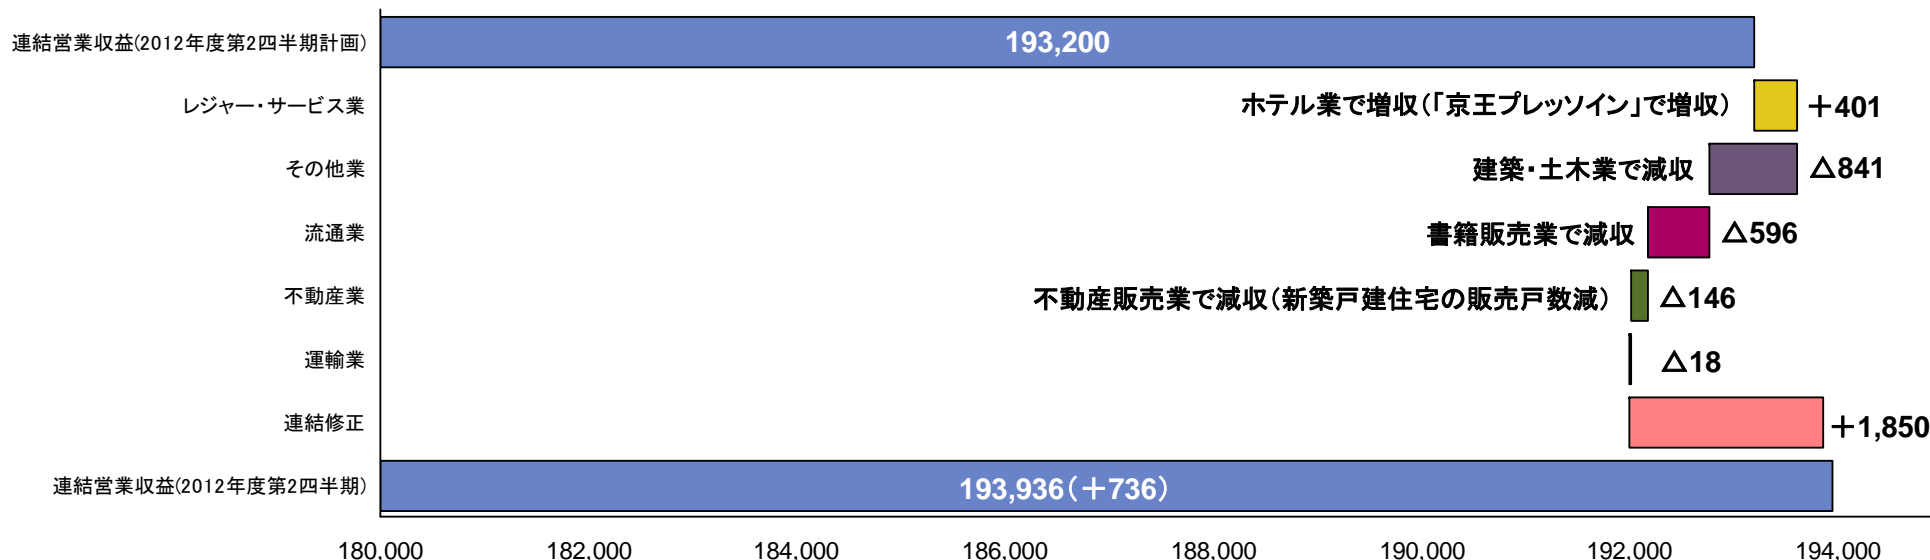 連結営業収益(2012年度第2四半期計画)
193,200
レジャー・サービス業
ホテル業で増収(「京王プレッソイン」で増収)
+401
その他業
建築・土木業で減収
△841
流通業
書籍販売業で減収
△596
不動産業
不動産販売業で減収(新築戸建住宅の販売戸数減)
△146
運輸業
△18
連結修正
+1,850
連結営業収益(2012年度第2四半期)
193,936(+736)
180,000
182,000
184,000
186,000
188,000
190,000
192,000
194,000